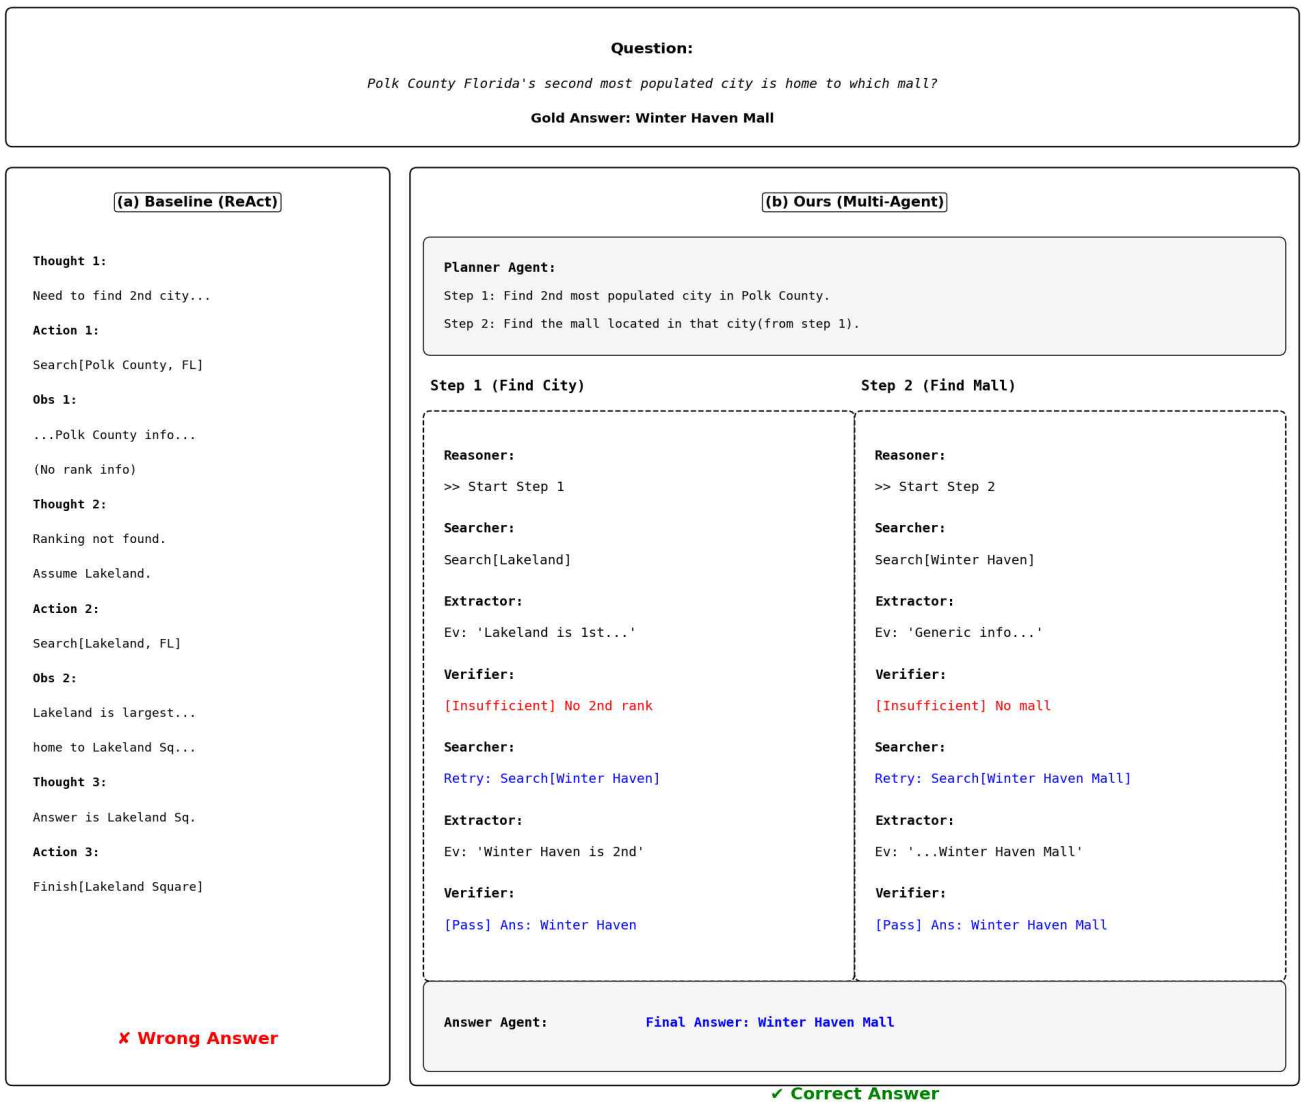 Question:
Polk County Florida's second most populated city is home to which mall?
Gold Answer: Winter Haven Mall
(a) Baseline (ReAct)
Thought 1:
Need to find 2nd city...
Action 1:
Search[Polk County, FL]
Obs 1:
...Polk County info...
(No rank info)
Thought 2:
Ranking not found.
Assume Lakeland.
Action 2:
Search[Lakeland, FL]
Obs 2:
Lakeland is largest...
home to Lakeland Sq...
Thought 3:
Answer is Lakeland Sq.
Action 3:
Finish[Lakeland Square]
✘ Wrong Answer
(b) Ours (Multi-Agent)
Planner Agent:
Step 1: Find 2nd most populated city in Polk County.
Step 2: Find the mall located in that city(from step 1).
Step 1 (Find City)
Reasoner:
>> Start Step 1
Searcher:
Search[Lakeland]
Extractor:
Ev: 'Lakeland is 1st...'
Verifier:
[Insufficient] No 2nd rank
Searcher:
Retry: Search[Winter Haven]
Extractor:
Ev: 'Winter Haven is 2nd'
Verifier:
[Pass] Ans: Winter Haven
Step 2 (Find Mall)
Reasoner:
>> Start Step 2
Searcher:
Search[Winter Haven]
Extractor:
Ev: 'Generic info...'
Verifier:
[Insufficient] No mall
Searcher:
Retry: Search[Winter Haven Mall]
Extractor:
Ev: '...Winter Haven Mall'
Verifier:
[Pass] Ans: Winter Haven Mall
Answer Agent: Final Answer: Winter Haven Mall
✔ Correct Answer